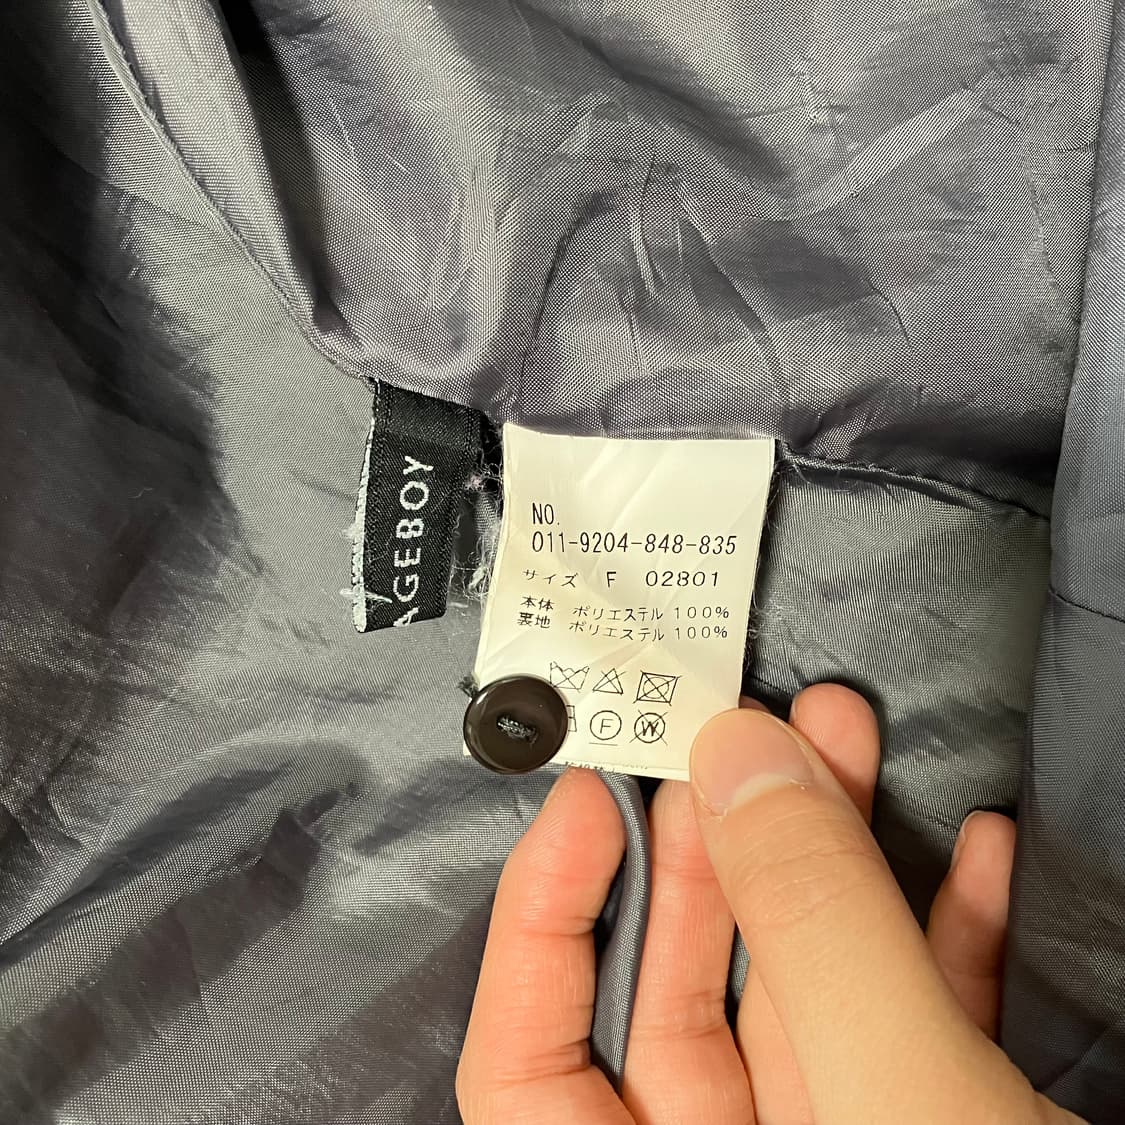 AGEBOY
NO.
011-9204-848-835
サイズ F 02801
本体 ポリエステル 100%
裏地 ポリエステル 100%
F
W